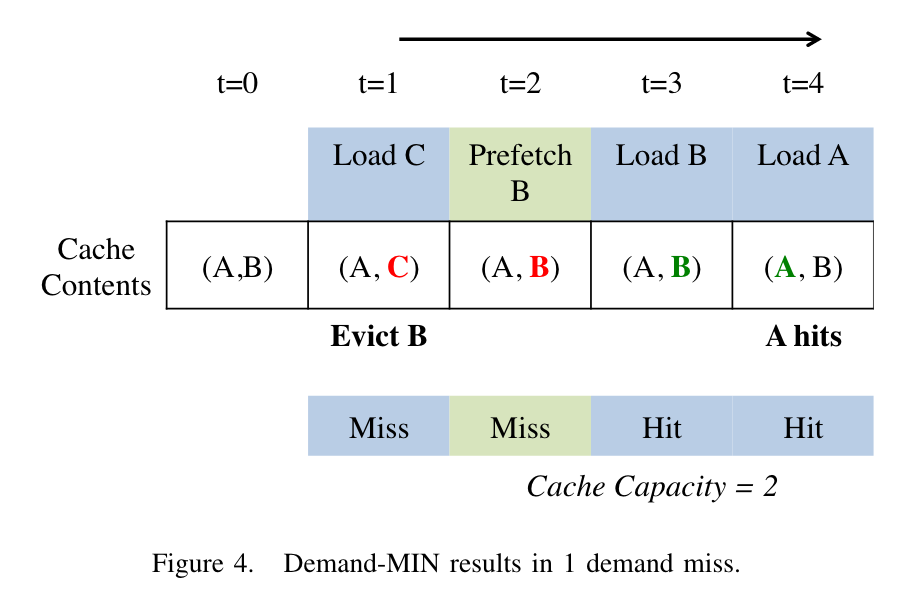 t=0 t=1 t=2 t=3 t=4
Load C Prefetch B Load B Load A
Cache Contents (A,B) (A, C) (A, B) (A, B) (A, B)
Evict B A hits
Miss Miss Hit Hit
Cache Capacity = 2
Figure 4. Demand-MIN results in 1 demand miss.